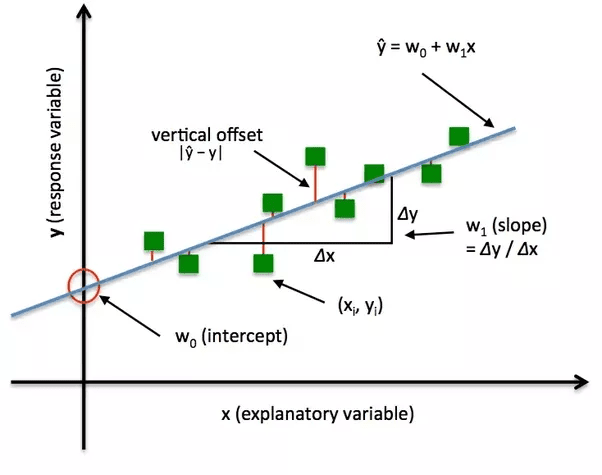 ŷ = w₀ + w₁x
vertical offset
|ŷ – y|
y (response variable)
Δy
Δx
w₁ (slope)
= Δy / Δx
(xᵢ, yᵢ)
w₀ (intercept)
x (explanatory variable)